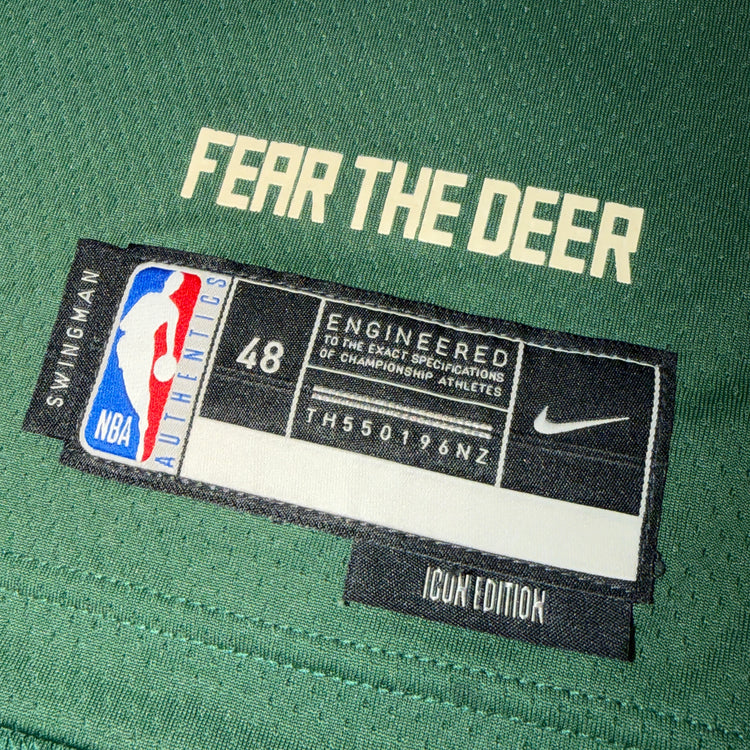 FEAR THE DEER
SWINGMAN
NBA
AUTHENTICS
48
ENGINEERED
TO THE EXACT SPECIFICATIONS
OF CHAMPIONSHIP ATHLETES
TH550196NZ
ICON EDITION